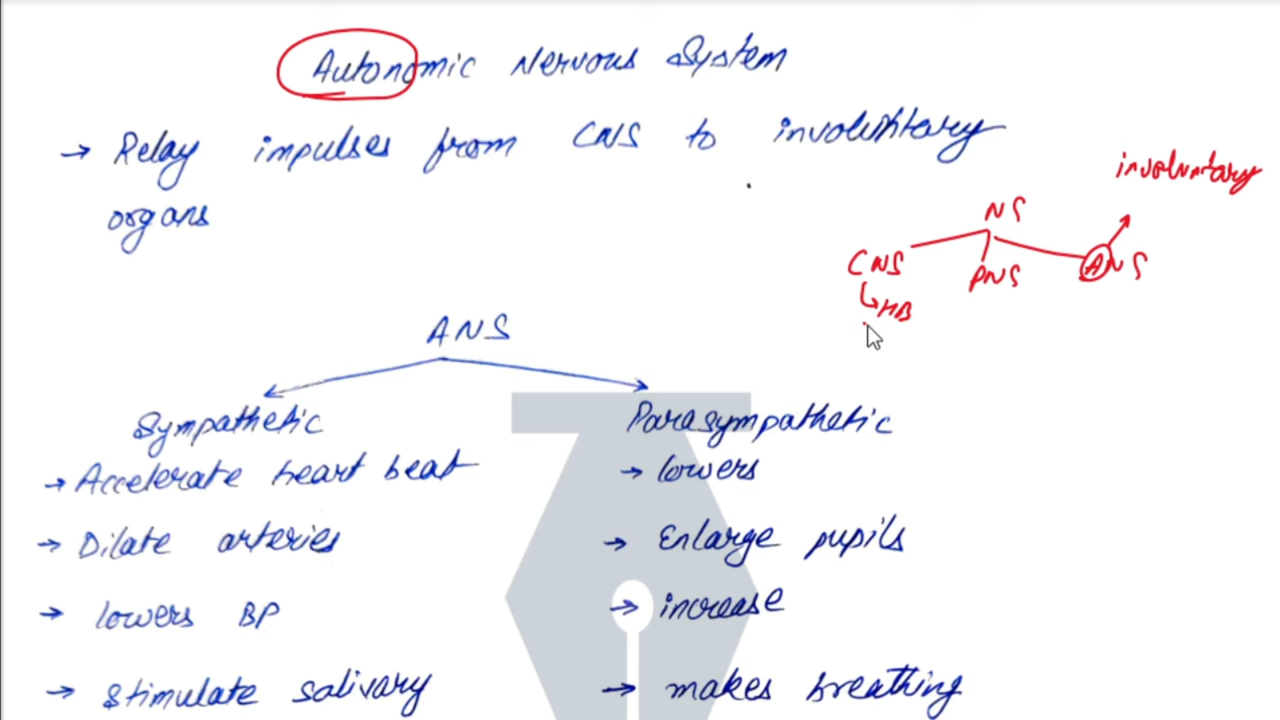 Autonomic Nervous System
→ Relay impulses from CNS to involuntary
organs
involuntary
NS
CNS PNS ANS
HB
ANS
Sympathetic Parasympathetic
→ Accelerate heart beat → lowers
→ Dilate arteries → Enlarge pupils
→ lowers BP → increase
→ stimulate salivary → makes breathing